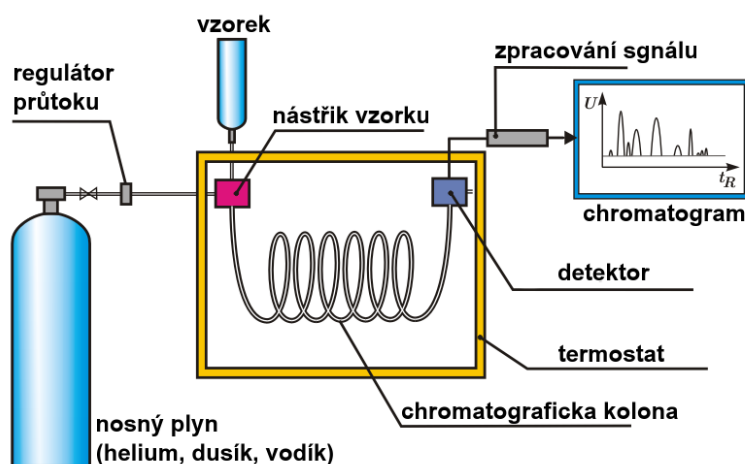 vzorek
zpracování sgnálu
regulátor
průtoku
nástřik vzorku
U
t_R
chromatogram
detektor
termostat
chromatograficka kolona
nosný plyn
(helium, dusík, vodík)